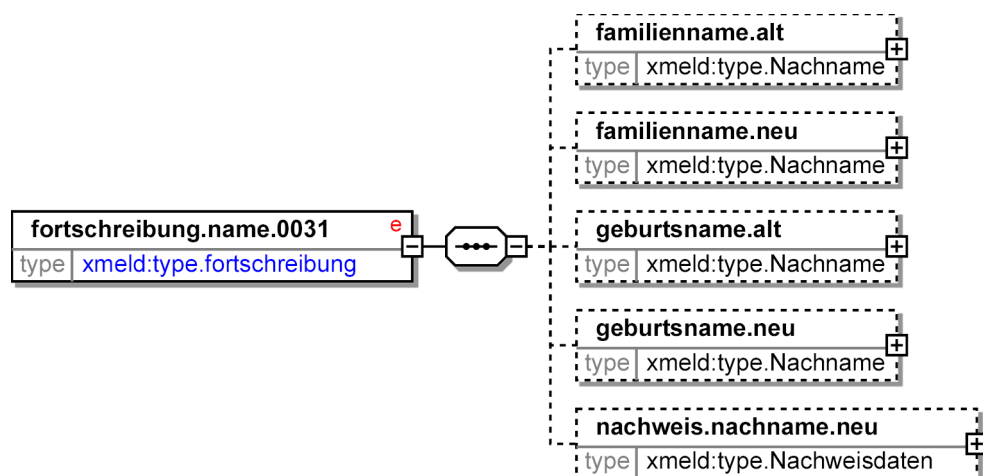 familienname.alt
type xmeld:type.Nachname
familienname.neu
type xmeld:type.Nachname
fortschreibung.name.0031 e
type xmeld:type.fortschreibung
geburtsname.alt
type xmeld:type.Nachname
geburtsname.neu
type xmeld:type.Nachname
nachweis.nachname.neu
type xmeld:type.Nachweisdaten